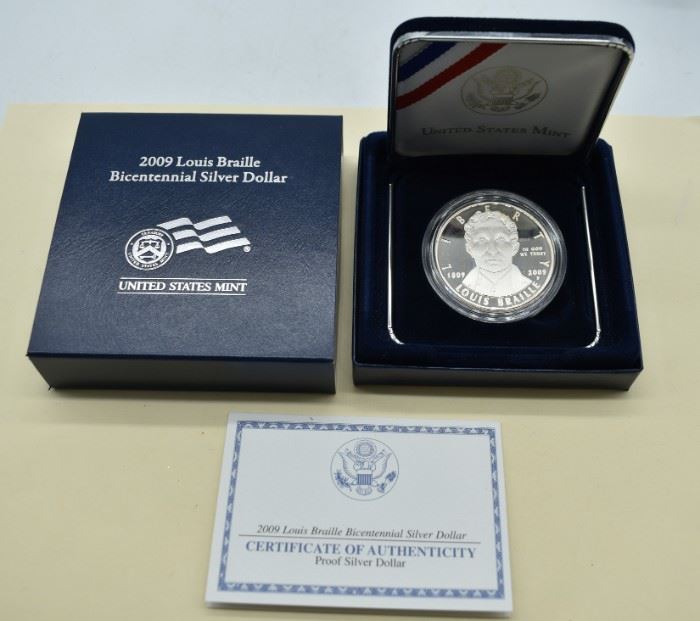 2009 Louis Braille
Bicentennial Silver Dollar
UNITED STATES MINT
UNITED STATES MINT
LIBERTY
IN GOD
WE TRUST
1809 2009
P
LOUIS BRAILLE
2009 Louis Braille Bicentennial Silver Dollar
CERTIFICATE OF AUTHENTICITY
Proof Silver Dollar